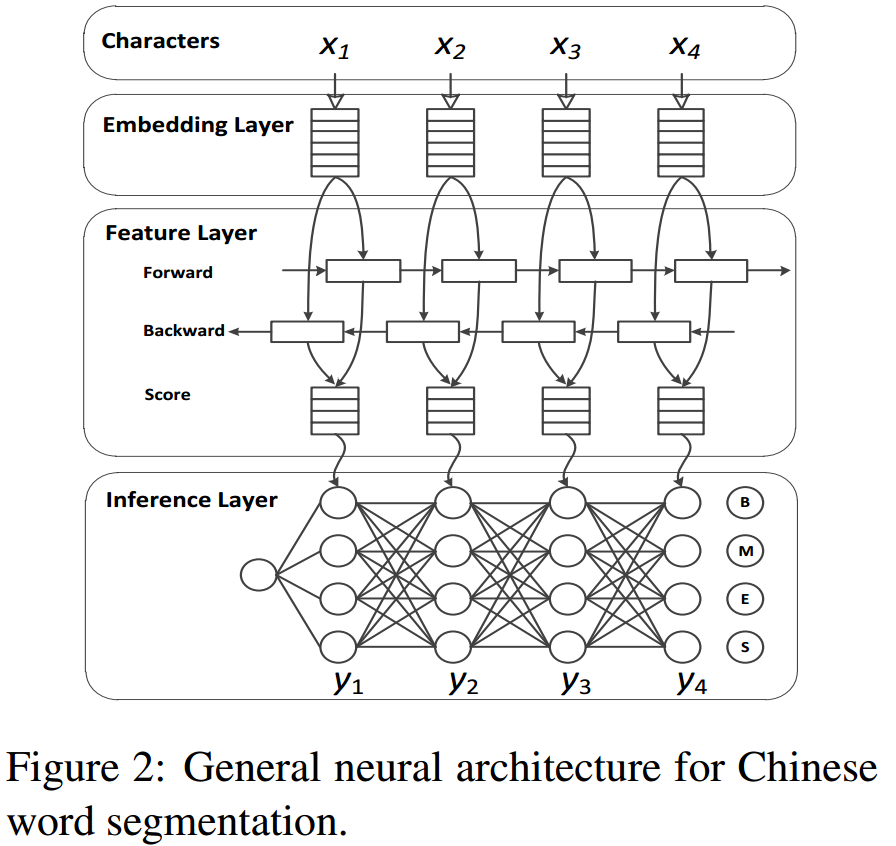 Characters
x1 x2 x3 x4
Embedding Layer
Feature Layer
Forward
Backward
Score
Inference Layer
B
M
E
S
y1 y2 y3 y4
Figure 2: General neural architecture for Chinese
word segmentation.